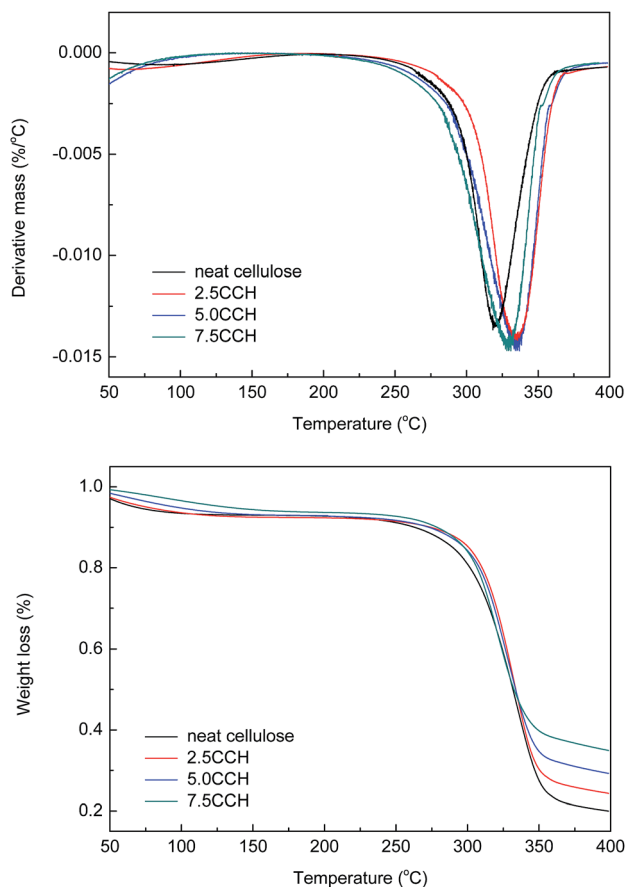 0.000
-0.005
-0.010
-0.015
Derivative mass (%/°C)
neat cellulose
2.5CCH
5.0CCH
7.5CCH
50 100 150 200 250 300 350 400
Temperature (°C)
1.0
0.8
0.6
0.4
0.2
Weight loss (%)
neat cellulose
2.5CCH
5.0CCH
7.5CCH
50 100 150 200 250 300 350 400
Temperature (°C)